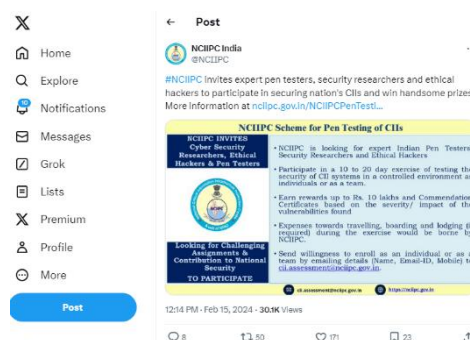 Home
Explore
Notifications
Messages
Grok
Lists
Premium
Profile
More
Post
Post
NCIIPC India
@NCIIPC
#NCIIPC invites expert pen testers, security researchers and ethical
hackers to participate in securing nation's CIIs and win handsome prizes
More information at nciipc.gov.in/NCIIPCPenTesti...
NCIIPC Scheme for Pen Testing of CIIs
NCIIPC INVITES
Cyber Security
Researchers, Ethical
Hackers & Pen Testers
Looking for Challenging
Assignments &
Contribution to National
Security
TO PARTICIPATE
• NCIIPC is looking for expert Indian Pen Testers
Security Researchers and Ethical Hackers
• Participate in a 10 to 20 day exercise of testing the
security of CII systems in a controlled environment as
individuals or as a team.
• Earn rewards up to Rs. 10 lakhs and Commendation
Certificates based on the severity/ impact of the
vulnerabilities found
• Expenses towards travelling, boarding and lodging (if
required) during the exercise would be borne by
NCIIPC.
• Send willingness to enroll as an individual or as a
team by emailing details (Name, Email-ID, Mobile) to
cii.assessment@nciipc.gov.in.
cii.assessment@nciipc.gov.in https://nciipc.gov.in
12:14 PM · Feb 15, 2024 · 30.1K Views
8 50 171 23